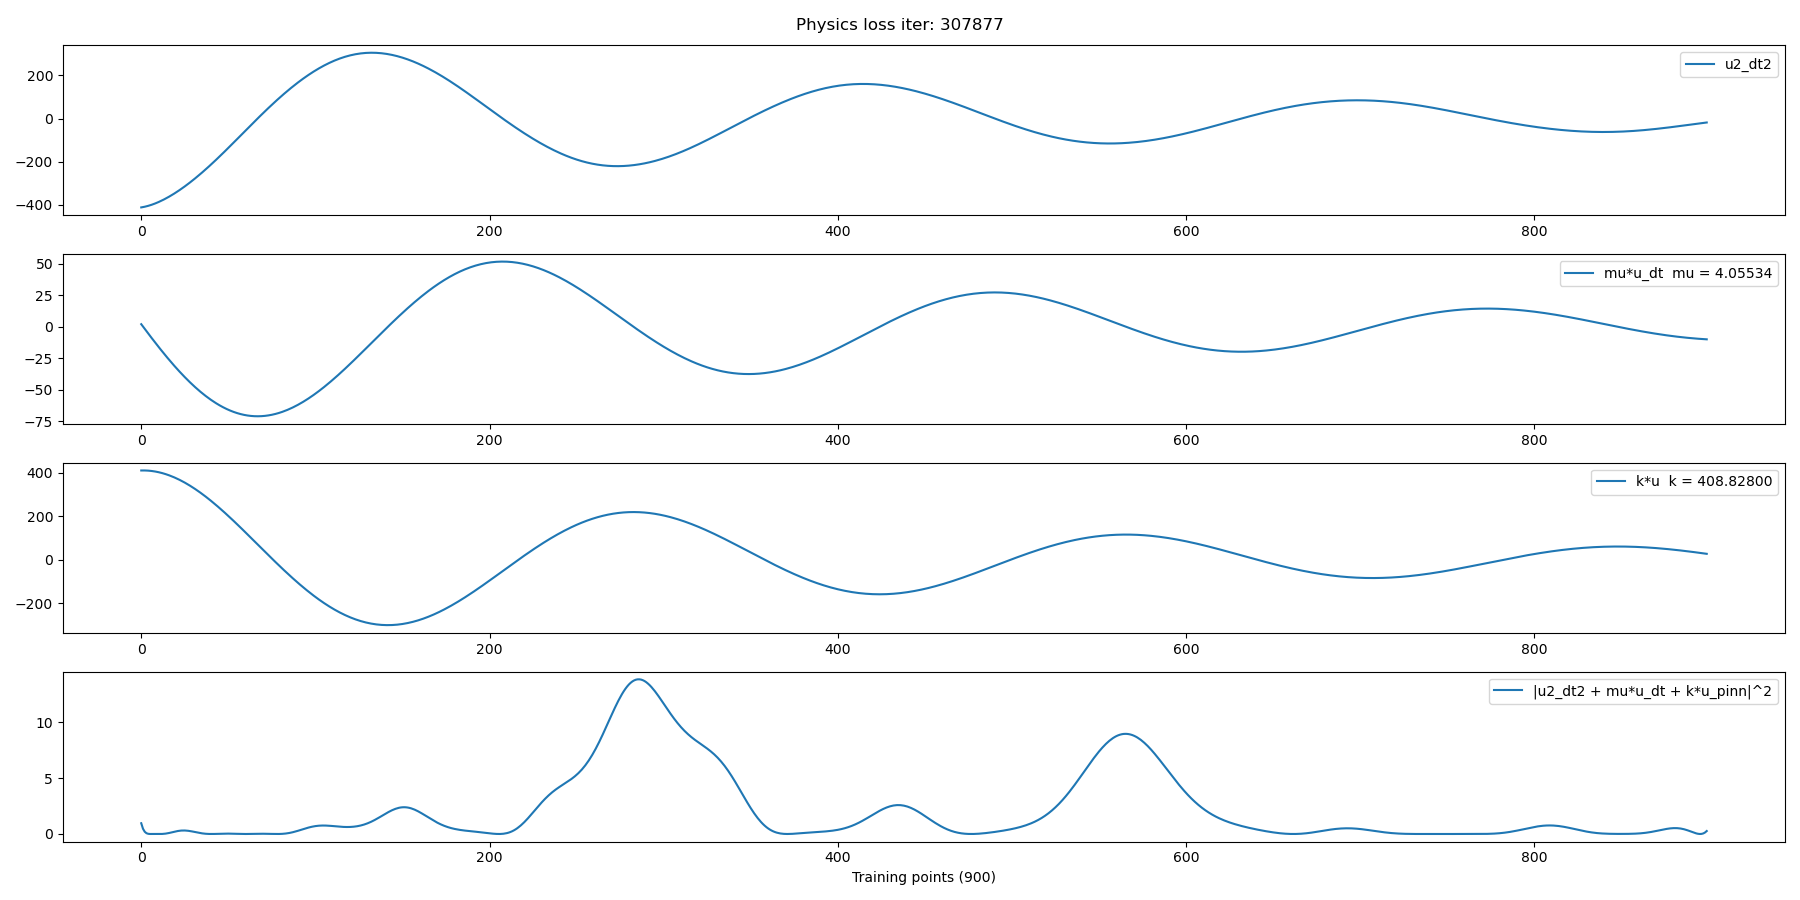 Physics loss iter: 307877
200
0
−200
−400
u2_dt2
0 200 400 600 800
50
25
0
−25
−50
−75
mu*u_dt  mu = 4.05534
0 200 400 600 800
400
200
0
−200
k*u  k = 408.82800
0 200 400 600 800
10
5
0
|u2_dt2 + mu*u_dt + k*u_pinn|^2
0 200 400 600 800
Training points (900)